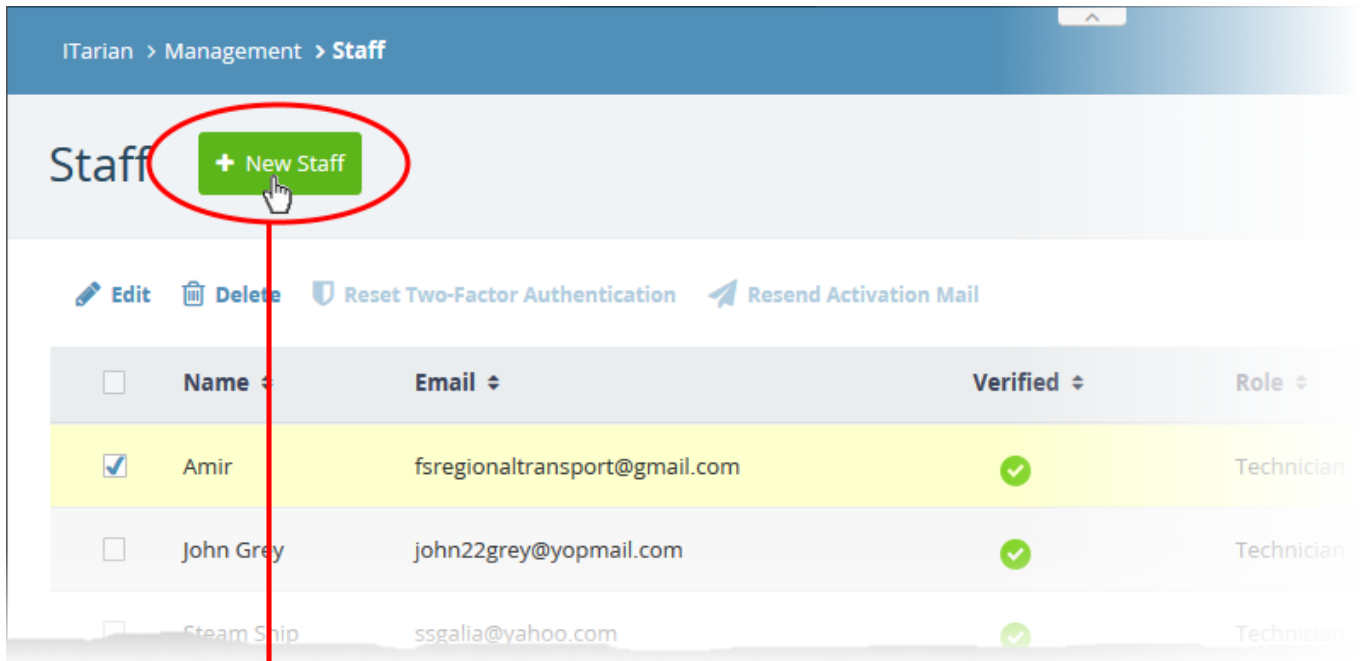 ITarian > Management > Staff
Staff
New Staff
Edit Delete Reset Two-Factor Authentication Resend Activation Mail
Name Email Verified Role
Amir fsregionaltransport@gmail.com Technician
John Grey john22grey@yopmail.com Technician
Steam Ship ssgalia@yahoo.com Technician